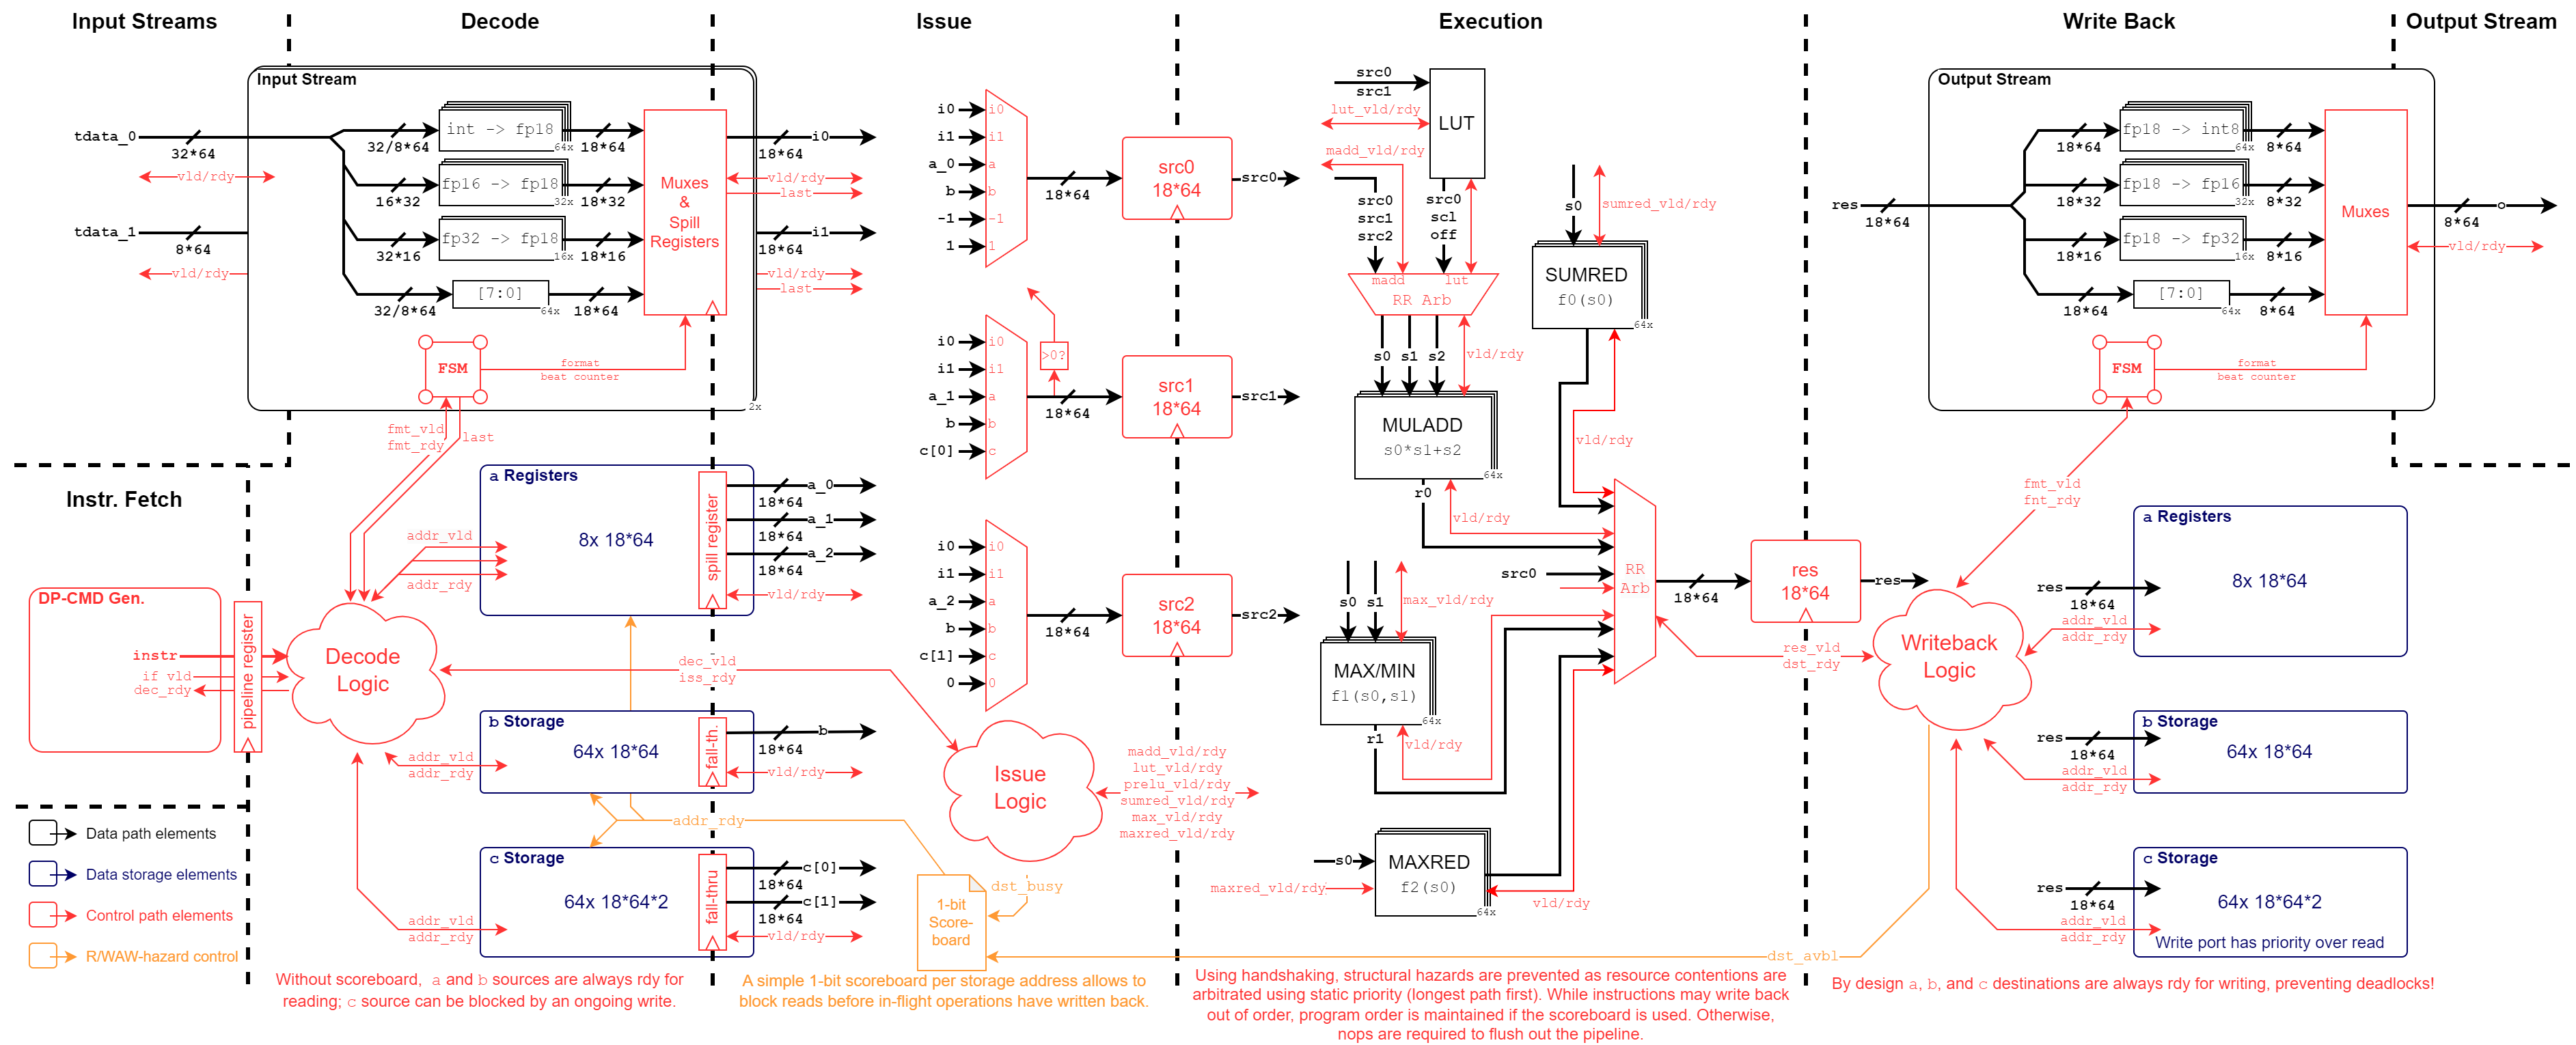 Input Streams
Decode
Issue
Execution
Write Back
Output Stream
Input Stream
tdata_0
32*64
vld/rdy
tdata_1
8*64
vld/rdy
32/8*64
int -> fp18
64x
18*64
16*32
fp16 -> fp18
32x
18*32
32*16
fp32 -> fp18
16x
18*16
32/8*64
[7:0]
64x
18*64
Muxes
&
Spill
Registers
FSM
format
beat counter
2x
i0
18*64
vld/rdy
last
i1
18*64
vld/rdy
last
fmt_vld
fmt_rdy
last
Instr. Fetch
DP-CMD Gen.
instr
if vld
dec_rdy
pipeline register
Decode
Logic
addr_vld
addr_rdy
a Registers
8x 18*64
spill register
a_0
18*64
a_1
18*64
a_2
18*64
vld/rdy
dec_vld
iss_rdy
addr_vld
addr_rdy
b Storage
64x 18*64
fall-th.
b
18*64
vld/rdy
addr_rdy
addr_vld
addr_rdy
c Storage
64x 18*64*2
fall-thru
c[0]
18*64
c[1]
18*64
vld/rdy
Data path elements
Data storage elements
Control path elements
R/WAW-hazard control
Without scoreboard, a and b sources are always rdy for
reading; c source can be blocked by an ongoing write.
i0 i0
i1 i1
a_0 a
b b
-1 -1
1 1
18*64
src0
18*64
src0
>0?
i0 i0
i1 i1
a_1 a
b b
c[0] c
18*64
src1
18*64
src1
i0 i0
i1 i1
a_2 a
b b
c[1] c
0 0
18*64
src2
18*64
src2
Issue
Logic
madd_vld/rdy
lut_vld/rdy
prelu_vld/rdy
sumred_vld/rdy
max_vld/rdy
maxred_vld/rdy
1-bit
Score-
board
dst_busy
dst_avbl
A simple 1-bit scoreboard per storage address allows to
block reads before in-flight operations have written back.
src0
src1
lut_vld/rdy
LUT
madd_vld/rdy
src0
src1
src2
src0
scl
off
madd
lut
RR Arb
s0
s1
s2
vld/rdy
MULADD
s0*s1+s2
64x
r0
vld/rdy
s0
sumred_vld/rdy
SUMRED
f0(s0)
64x
vld/rdy
src0
RR
Arb
18*64
s0
s1
max_vld/rdy
MAX/MIN
f1(s0,s1)
64x
r1
vld/rdy
s0
maxred_vld/rdy
MAXRED
f2(s0)
64x
vld/rdy
Using handshaking, structural hazards are prevented as resource contentions are
arbitrated using static priority (longest path first). While instructions may write back
out of order, program order is maintained if the scoreboard is used. Otherwise,
nops are required to flush out the pipeline.
res
18*64
res
res_vld
dst_rdy
Writeback
Logic
Output Stream
res
18*64
18*64
fp18 -> int8
64x
8*64
18*32
fp18 -> fp16
32x
8*32
18*16
fp18 -> fp32
16x
8*16
18*64
[7:0]
64x
8*64
Muxes
FSM
format
beat counter
o
8*64
vld/rdy
fmt_vld
fnt_rdy
res
18*64
addr_vld
addr_rdy
a Registers
8x 18*64
res
18*64
addr_vld
addr_rdy
b Storage
64x 18*64
res
18*64
addr_vld
addr_rdy
c Storage
64x 18*64*2
Write port has priority over read
By design a, b, and c destinations are always rdy for writing, preventing deadlocks!